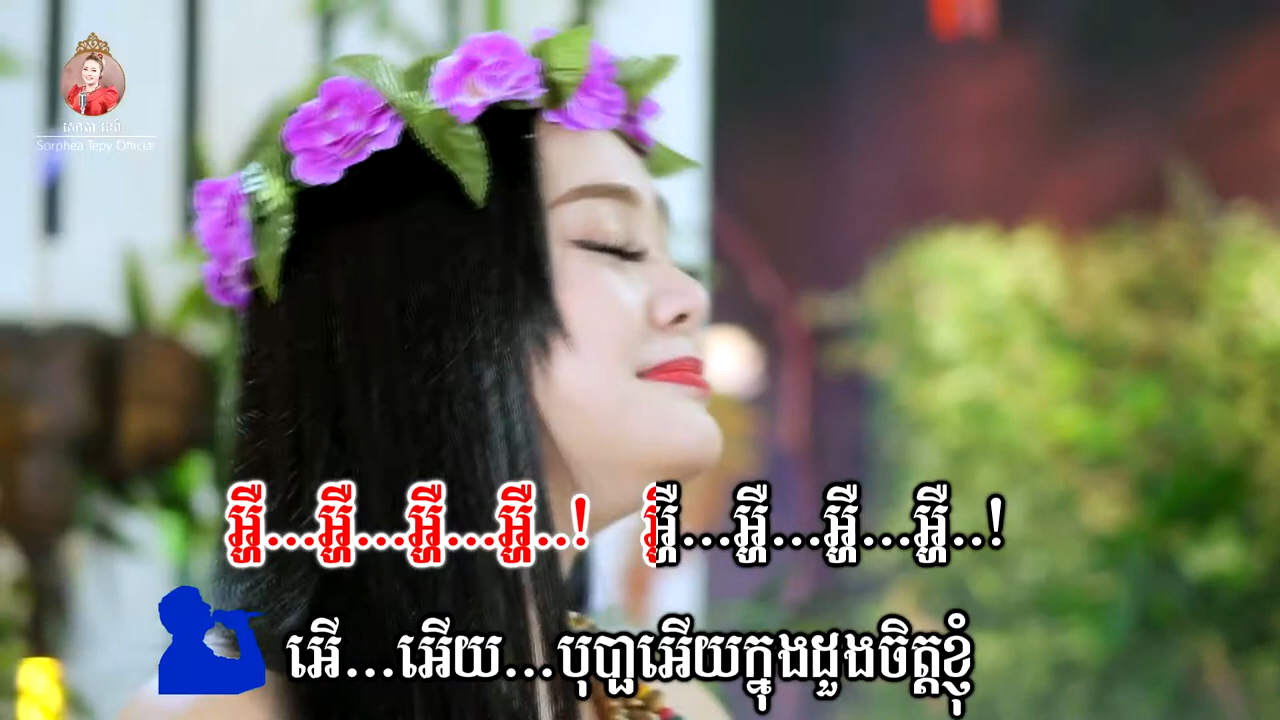 Sorphea Tepy Official
អ្ហឺ...អ្ហឺ...អ្ហឺ...អ្ហឺ..! អ្ហឺ...អ្ហឺ...អ្ហឺ...អ្ហឺ..!
អើ...អើយ...បុប្ផាអើយក្នុងដួងចិត្តខ្ញុំ